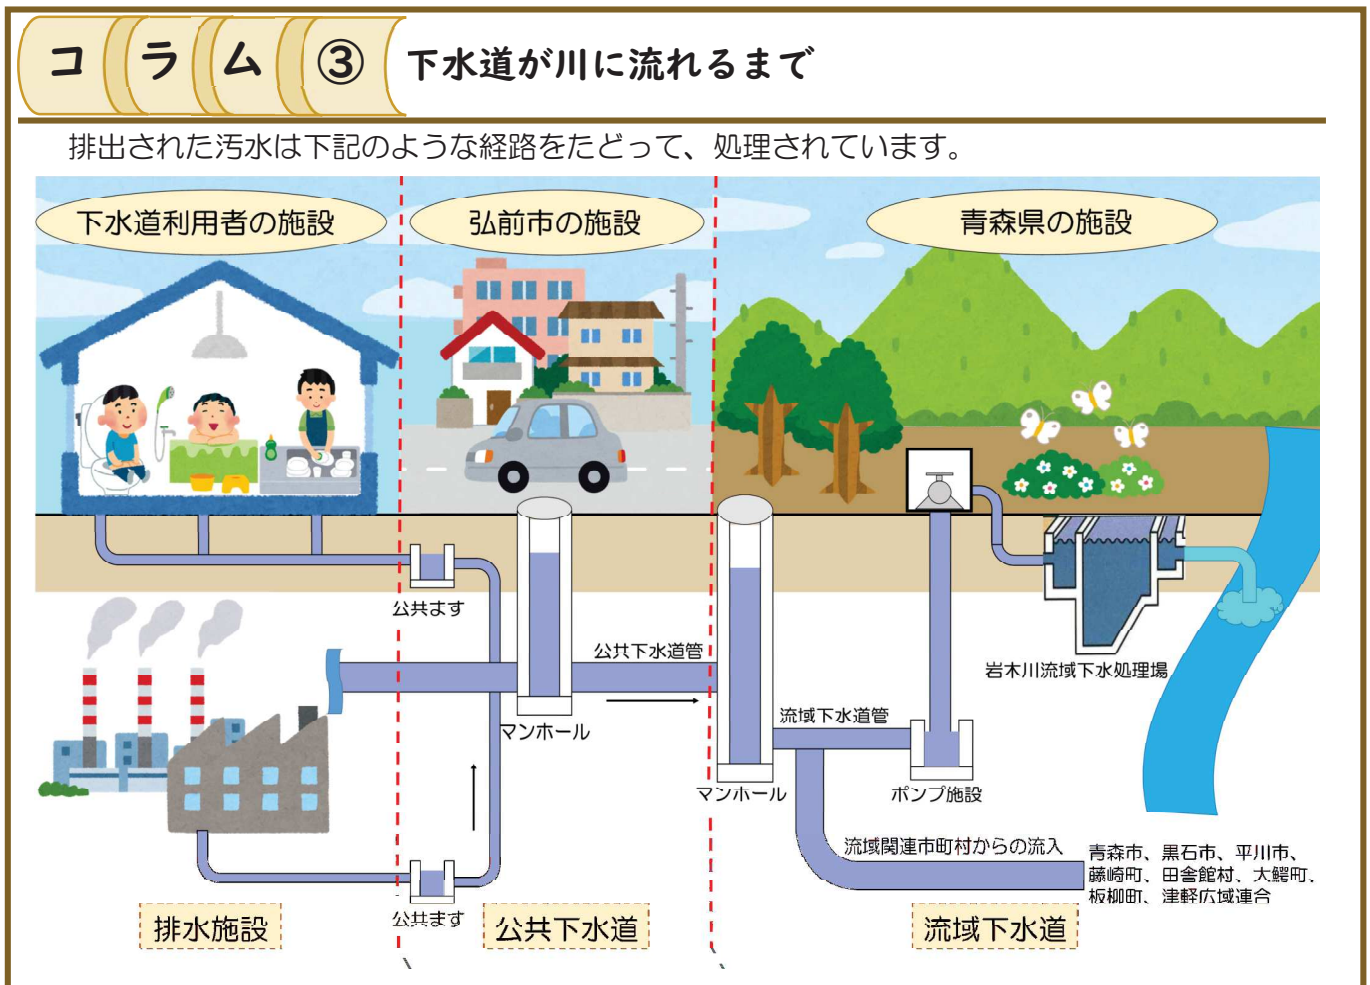 コラム③ 下水道が川に流れるまで
排出された汚水は下記のような経路をたどって、処理されています。
下水道利用者の施設
弘前市の施設
青森県の施設
公共ます
公共下水道管
マンホール
岩木川流域下水処理場
流域下水道管
マンホール
ポンプ施設
流域関連市町村からの流入
青森市、黒石市、平川市、
藤崎町、田舎館村、大鰐町、
板柳町、津軽広域連合
公共ます
排水施設
公共下水道
流域下水道